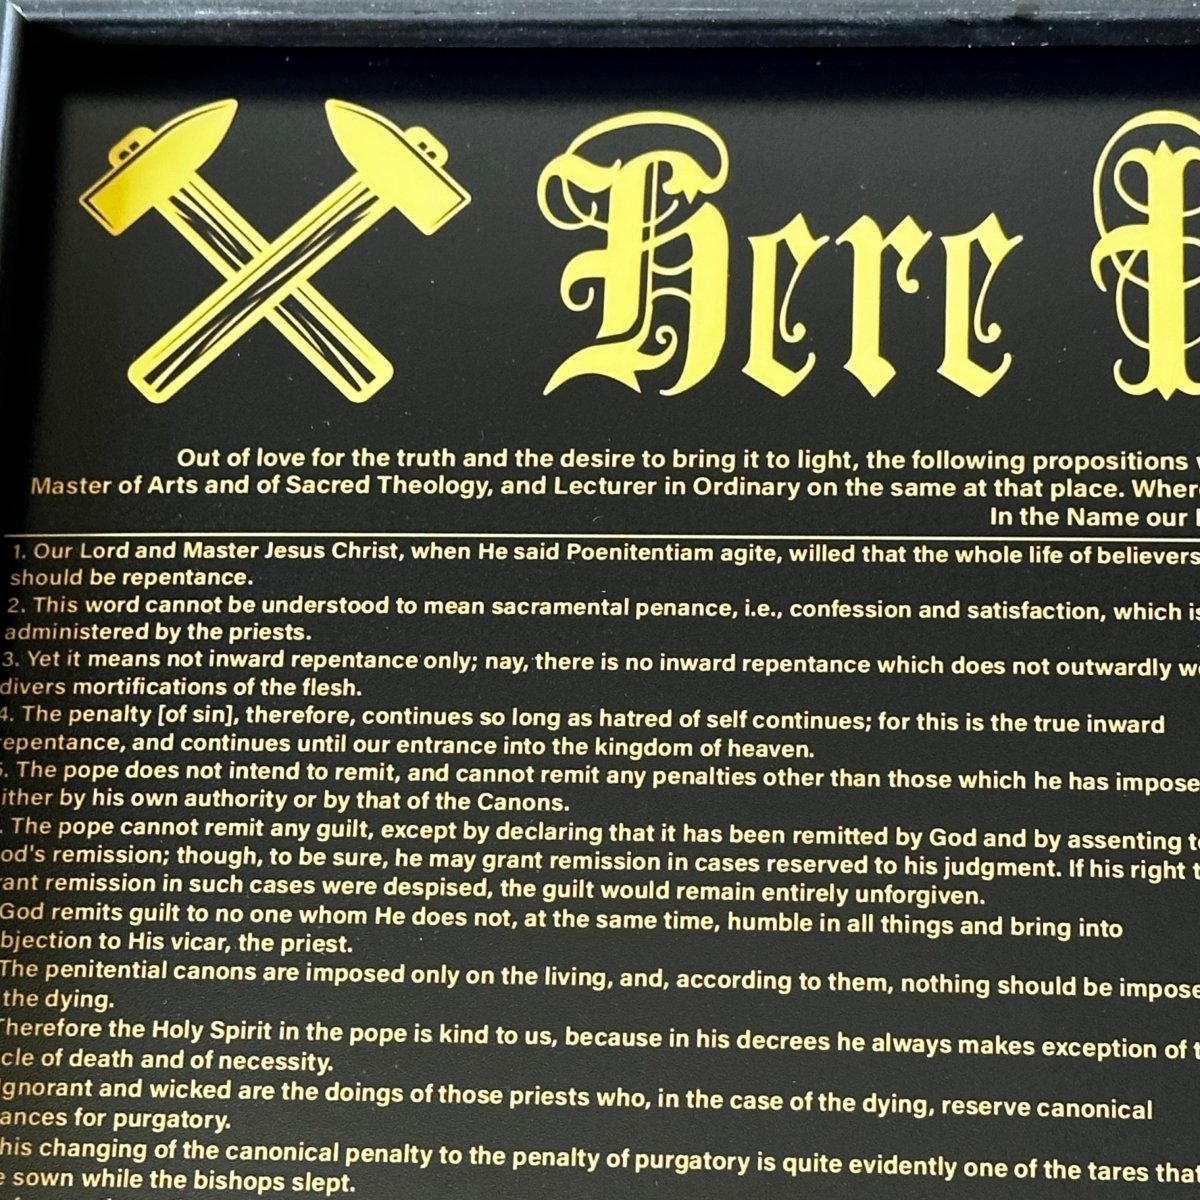 Here I
Out of love for the truth and the desire to bring it to light, the following propositions
Master of Arts and of Sacred Theology, and Lecturer in Ordinary on the same at that place. Wher
In the Name our
1. Our Lord and Master Jesus Christ, when He said Poenitentiam agite, willed that the whole life of believers
should be repentance.
2. This word cannot be understood to mean sacramental penance, i.e., confession and satisfaction, which is
administered by the priests.
3. Yet it means not inward repentance only; nay, there is no inward repentance which does not outwardly w
divers mortifications of the flesh.
4. The penalty [of sin], therefore, continues so long as hatred of self continues; for this is the true inward
epentance, and continues until our entrance into the kingdom of heaven.
. The pope does not intend to remit, and cannot remit any penalties other than those which he has impose
ither by his own authority or by that of the Canons.
. The pope cannot remit any guilt, except by declaring that it has been remitted by God and by assenting t
od's remission; though, to be sure, he may grant remission in cases reserved to his judgment. If his right t
ant remission in such cases were despised, the guilt would remain entirely unforgiven.
God remits guilt to no one whom He does not, at the same time, humble in all things and bring into
bjection to His vicar, the priest.
The penitential canons are imposed only on the living, and, according to them, nothing should be impose
the dying.
Therefore the Holy Spirit in the pope is kind to us, because in his decrees he always makes exception of t
cle of death and of necessity.
gnorant and wicked are the doings of those priests who, in the case of the dying, reserve canonical
ances for purgatory.
his changing of the canonical penalty to the penalty of purgatory is quite evidently one of the tares that
e sown while the bishops slept.